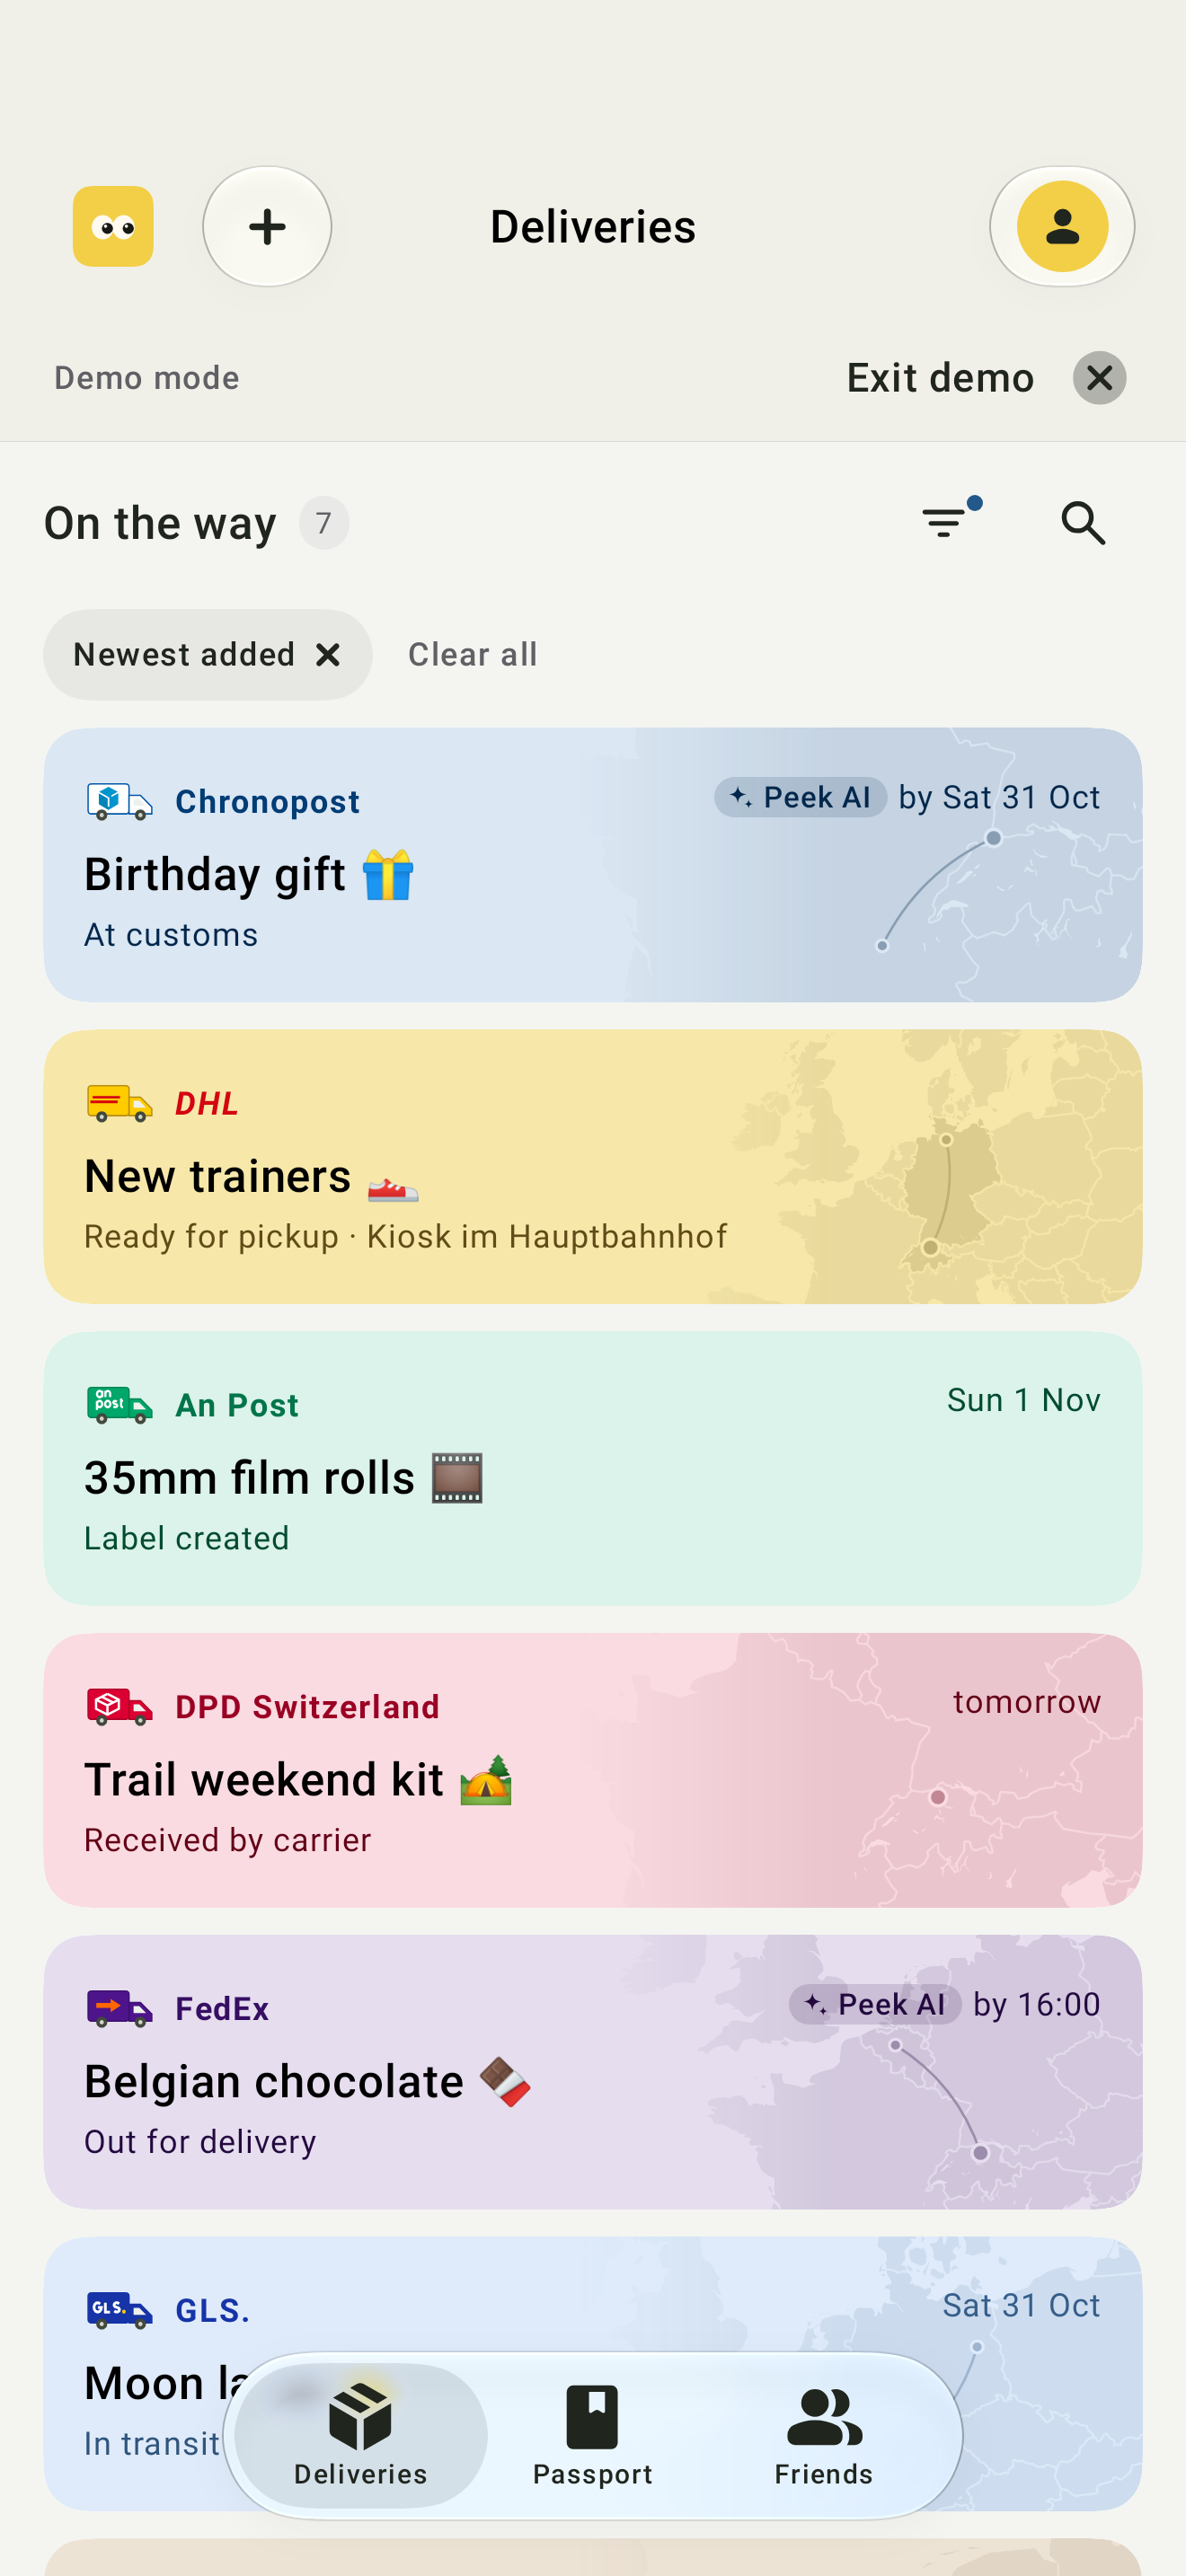 Deliveries
Demo mode
Exit demo
On the way 7
Newest added
Clear all
Chronopost
Peek AI by Sat 31 Oct
Birthday gift
At customs
DHL
New trainers
Ready for pickup · Kiosk im Hauptbahnhof
an post
An Post
Sun 1 Nov
35mm film rolls
Label created
DPD Switzerland
tomorrow
Trail weekend kit
Received by carrier
FedEx
Peek AI by 16:00
Belgian chocolate
Out for delivery
GLS.
GLS.
Sat 31 Oct
Moon
In transit
Deliveries
Passport
Friends